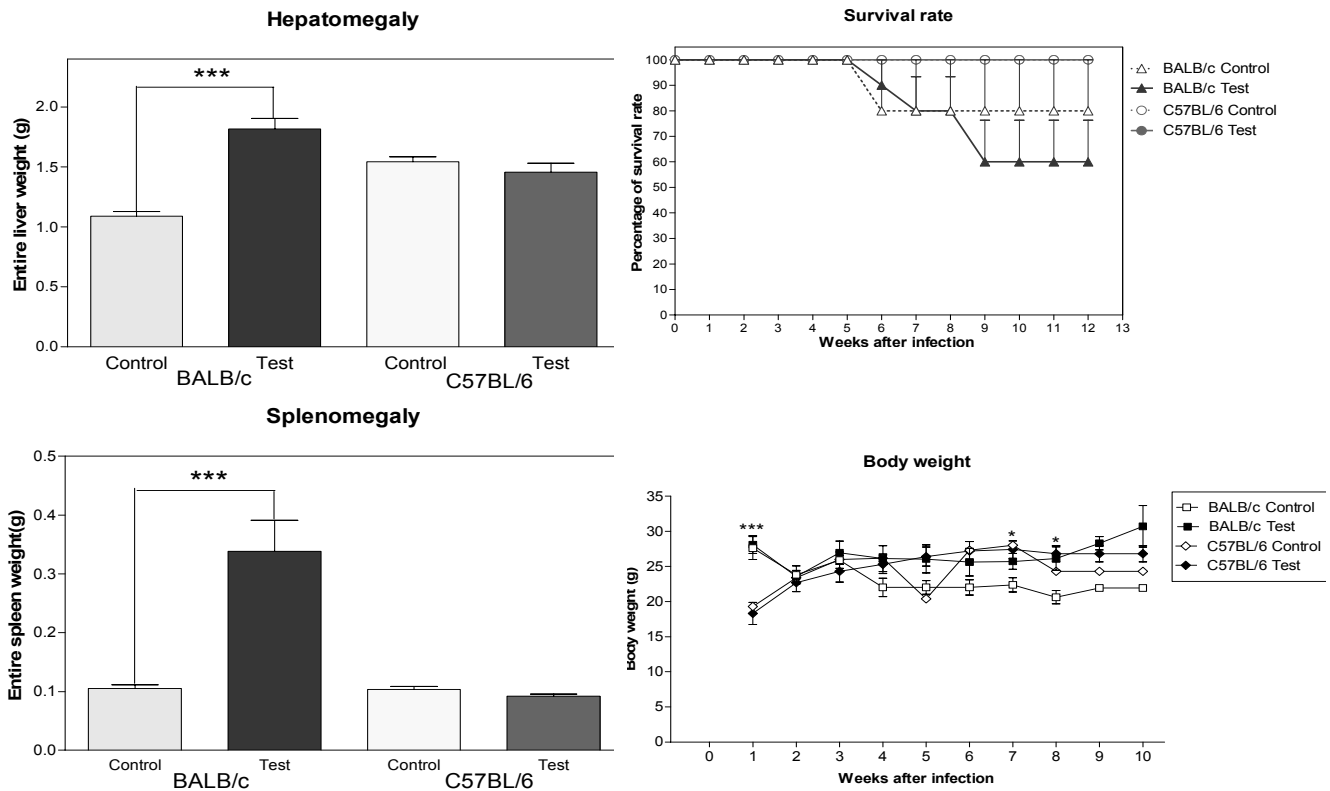 Hepatomegaly
***
Entire liver weight (g)
2.0
1.5
1.0
0.5
0.0
Control Test Control Test
BALB/c C57BL/6
Survival rate
Percentage of survival rate
100
90
80
70
60
50
40
30
20
10
100
0 1 2 3 4 5 6 7 8 9 10 11 12 13
Weeks after infection
BALB/c Control
BALB/c Test
C57BL/6 Control
C57BL/6 Test
Splenomegaly
***
Entire spleen weight(g)
0.5
0.4
0.3
0.2
0.1
0.0
Control Test Control Test
BALB/c C57BL/6
Body weight
*** * *
Body weight (g)
35
30
25
20
15
10
5
0
0 1 2 3 4 5 6 7 8 9 10
Weeks after infection
BALB/c Control
BALB/c Test
C57BL/6 Control
C57BL/6 Test